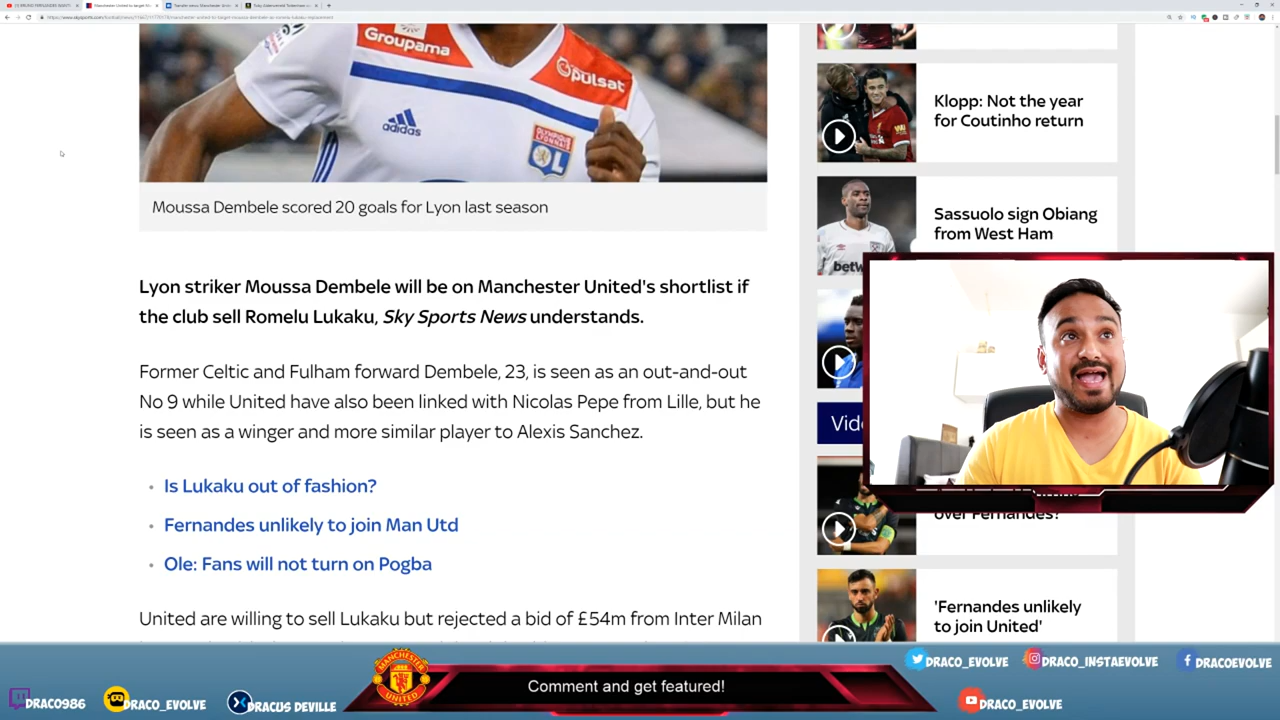 Groupama
pulsat
adidas
OLYMPIQUE
LYONNAIS
OL
Moussa Dembele scored 20 goals for Lyon last season
Lyon striker Moussa Dembele will be on Manchester United's shortlist if
the club sell Romelu Lukaku, Sky Sports News understands.
Former Celtic and Fulham forward Dembele, 23, is seen as an out-and-out
No 9 while United have also been linked with Nicolas Pepe from Lille, but he
is seen as a winger and more similar player to Alexis Sanchez.
• Is Lukaku out of fashion?
• Fernandes unlikely to join Man Utd
• Ole: Fans will not turn on Pogba
United are willing to sell Lukaku but rejected a bid of £54m from Inter Milan
Klopp: Not the year
for Coutinho return
Sassuolo sign Obiang
from West Ham
betw
Vide
over Fernandes?
'Fernandes unlikely
to join United'
MANCHESTER
UNITED
Comment and get featured!
DRACO986
DRACO_EVOLVE
DRACUS DEVILLE
DRACO_EVOLVE
DRACO_INSTAEVOLVE
DRACOEVOLVE
DRACO_EVOLVE